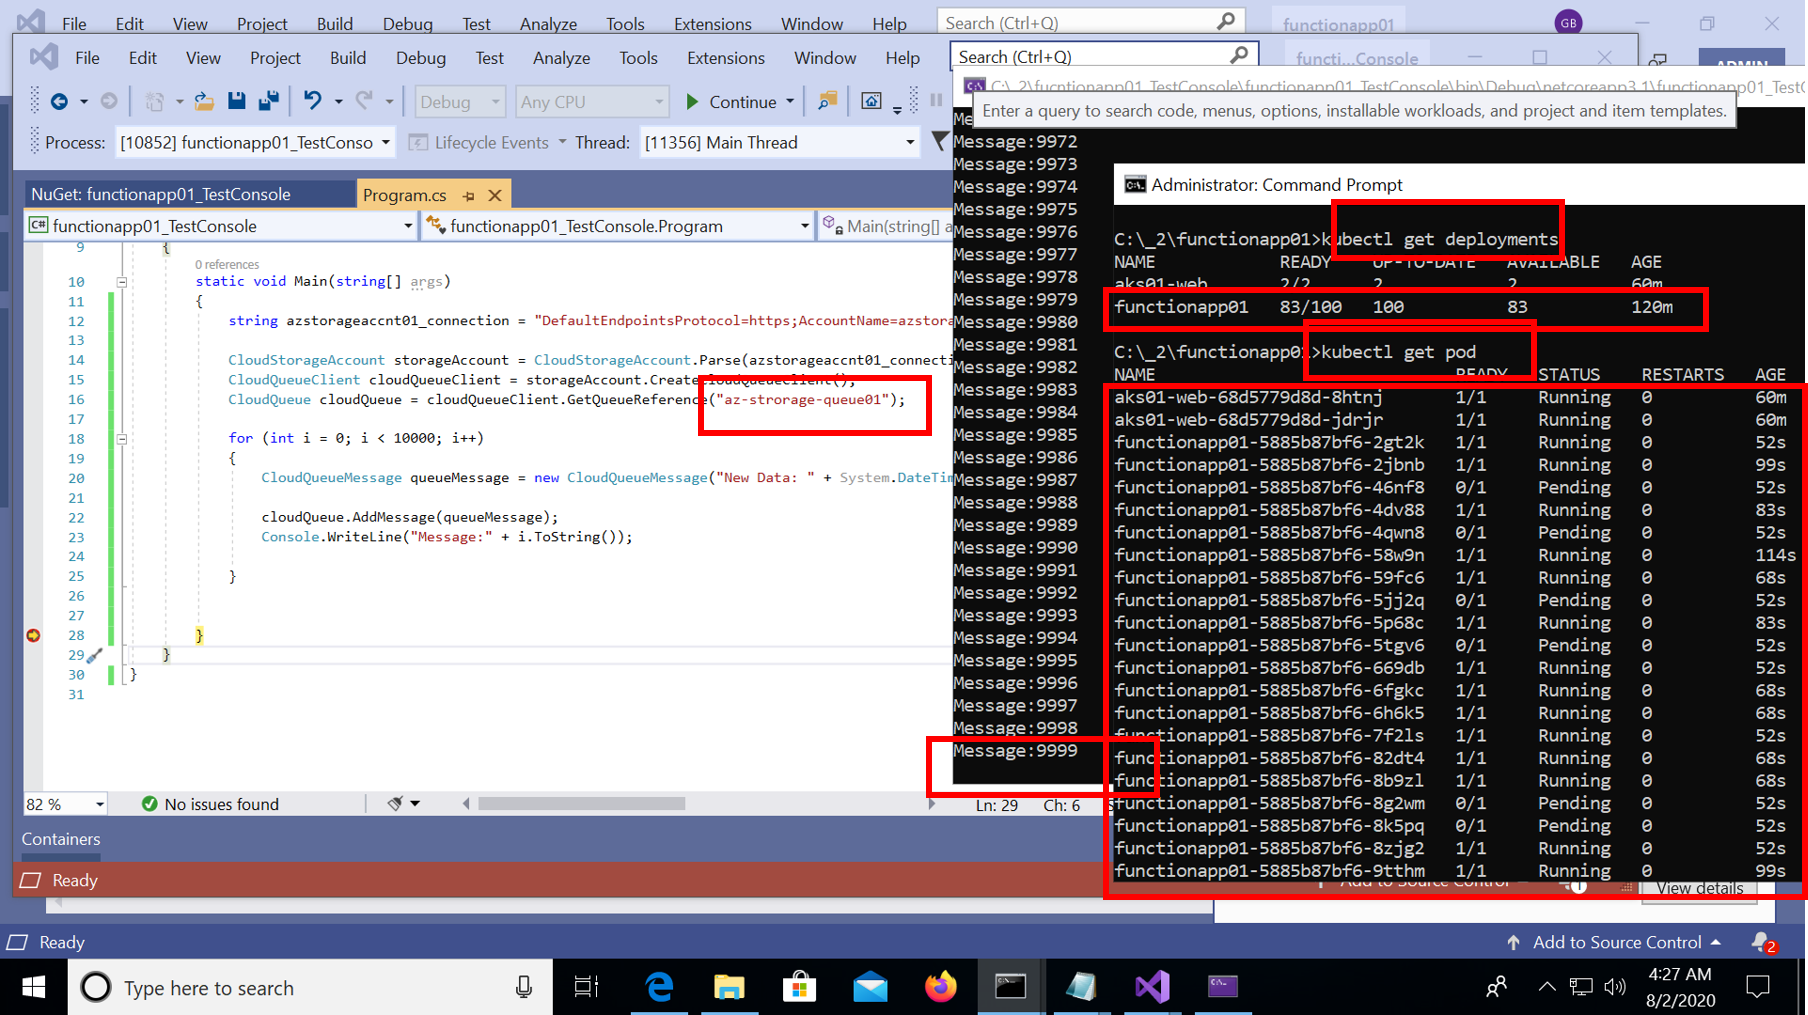 File Edit View Project Build Debug Test Analyze Tools Extensions Window Help Search (Ctrl+Q) functionapp01 GB
File Edit View Project Build Debug Test Analyze Tools Extensions Window Help Search (Ctrl+Q) functi...Console
ADMIN
C:\_2\functionapp01_TestConsole\functionapp01_TestConsole\bin\Debug\netcoreapp3.1\functionapp01_TestC
Enter a query to search code, menus, options, installable workloads, and project and item templates.
Debug Any CPU Continue
Process: [10852] functionapp01_TestConso Lifecycle Events Thread: [11356] Main Thread
NuGet: functionapp01_TestConsole Program.cs
C# functionapp01_TestConsole functionapp01_TestConsole.Program Main(string[] a
9 {
0 references
10 static void Main(string[] args)
11 {
12 string azstorageaccnt01_connection = "DefaultEndpointsProtocol=https;AccountName=azstora
13
14 CloudStorageAccount storageAccount = CloudStorageAccount.Parse(azstorageaccnt01_connecti
15 CloudQueueClient cloudQueueClient = storageAccount.CreateCloudQueueClient();
16 CloudQueue cloudQueue = cloudQueueClient.GetQueueReference("az-strorage-queue01");
17
18 for (int i = 0; i < 10000; i++)
19 {
20 CloudQueueMessage queueMessage = new CloudQueueMessage("New Data: " + System.DateTim
21
22 cloudQueue.AddMessage(queueMessage);
23 Console.WriteLine("Message:" + i.ToString());
24
25 }
26
27
28 }
29 }
30 }
31
82 % No issues found Ln: 29 Ch: 6
Containers
Ready
Me
Message:9972
Message:9973
Message:9974
Message:9975
Message:9976
Message:9977
Message:9978
Message:9979
Message:9980
Message:9981
Message:9982
Message:9983
Message:9984
Message:9985
Message:9986
Message:9987
Message:9988
Message:9989
Message:9990
Message:9991
Message:9992
Message:9993
Message:9994
Message:9995
Message:9996
Message:9997
Message:9998
Message:9999
Administrator: Command Prompt
C:\_2\functionapp01>kubectl get deployments
NAME READY UP-TO-DATE AVAILABLE AGE
aks01-web 2/2 2 2 60m
functionapp01 83/100 100 83 120m
C:\_2\functionapp01>kubectl get pod
NAME READY STATUS RESTARTS AGE
aks01-web-68d5779d8d-8htnj 1/1 Running 0 60m
aks01-web-68d5779d8d-jdrjr 1/1 Running 0 60m
functionapp01-5885b87bf6-2gt2k 1/1 Running 0 52s
functionapp01-5885b87bf6-2jbnb 1/1 Running 0 99s
functionapp01-5885b87bf6-46nf8 0/1 Pending 0 52s
functionapp01-5885b87bf6-4dv88 1/1 Running 0 83s
functionapp01-5885b87bf6-4qwn8 0/1 Pending 0 52s
functionapp01-5885b87bf6-58w9n 1/1 Running 0 114s
functionapp01-5885b87bf6-59fc6 1/1 Running 0 68s
functionapp01-5885b87bf6-5jj2q 0/1 Pending 0 52s
functionapp01-5885b87bf6-5p68c 1/1 Running 0 83s
functionapp01-5885b87bf6-5tgv6 0/1 Pending 0 52s
functionapp01-5885b87bf6-669db 1/1 Running 0 52s
functionapp01-5885b87bf6-6fgkc 1/1 Running 0 68s
functionapp01-5885b87bf6-6h6k5 1/1 Running 0 68s
functionapp01-5885b87bf6-7f2ls 1/1 Running 0 52s
functionapp01-5885b87bf6-82dt4 1/1 Running 0 68s
functionapp01-5885b87bf6-8b9zl 1/1 Running 0 68s
functionapp01-5885b87bf6-8g2wm 0/1 Pending 0 52s
functionapp01-5885b87bf6-8k5pq 0/1 Pending 0 52s
functionapp01-5885b87bf6-8zjg2 1/1 Running 0 52s
functionapp01-5885b87bf6-9tthm 1/1 Running 0 99s
Add to Source Control 1
View details
Ready Add to Source Control 2
Type here to search
4:27 AM
8/2/2020